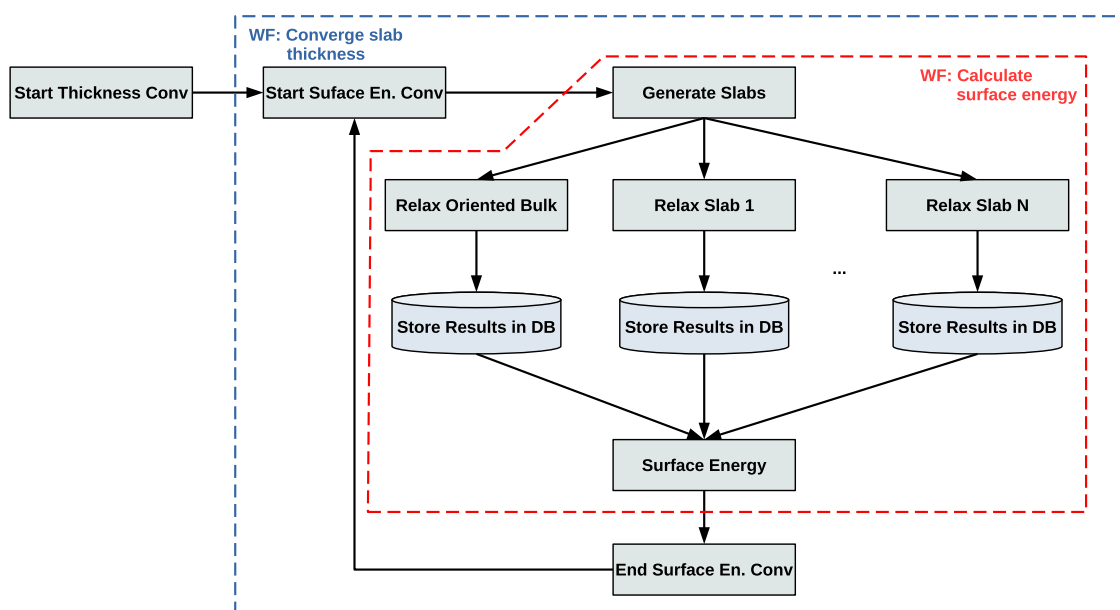 WF: Converge slab
thickness
WF: Calculate
surface energy
Start Thickness Conv
Start Suface En. Conv
Generate Slabs
Relax Oriented Bulk
Relax Slab 1
Relax Slab N
...
Store Results in DB
Store Results in DB
Store Results in DB
Surface Energy
End Surface En. Conv